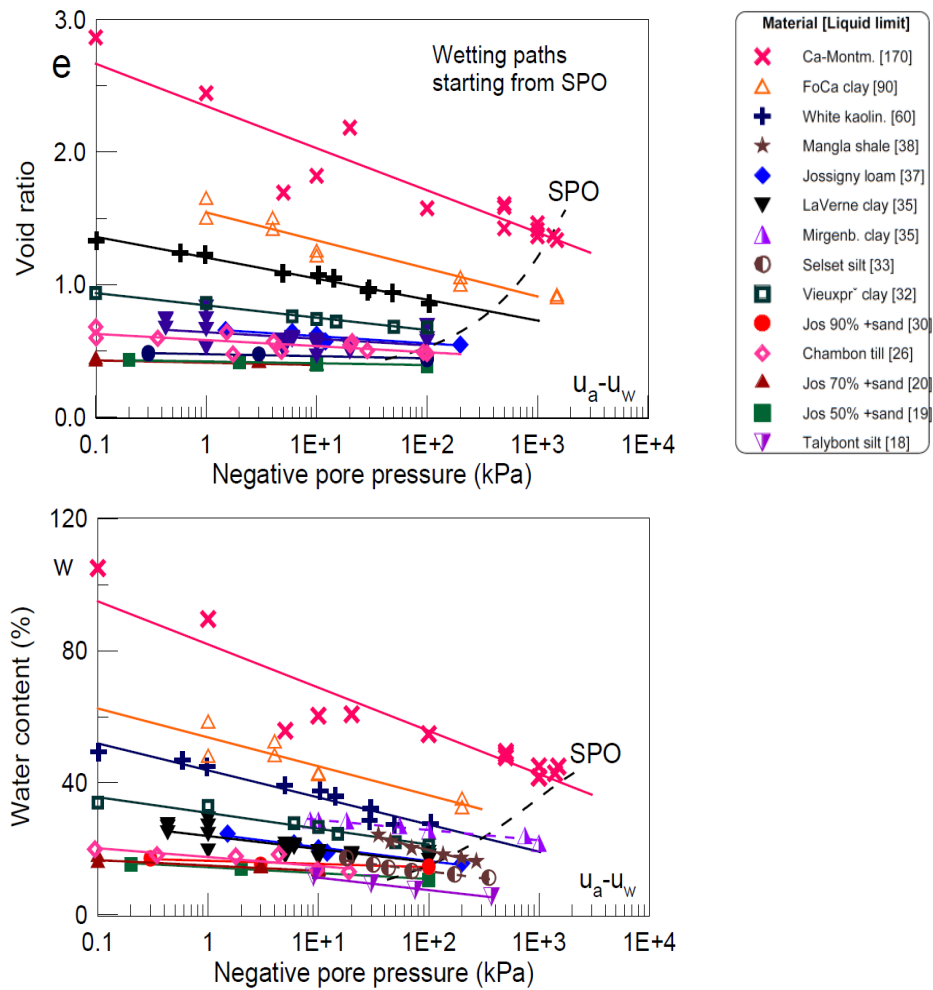 3.0
e
Wetting paths
starting from SPO
2.0
Void ratio
SPO
1.0
u_a-u_w
0.0
0.1 1 1E+1 1E+2 1E+3 1E+4
Negative pore pressure (kPa)
Material [Liquid limit]
Ca-Montm. [170]
FoCa clay [90]
White kaolin. [60]
Mangla shale [38]
Jossigny loam [37]
LaVerne clay [35]
Mirgenb. clay [35]
Selset silt [33]
Vieuxprˇ clay [32]
Jos 90% +sand [30]
Chambon till [26]
Jos 70% +sand [20]
Jos 50% +sand [19]
Talybont silt [18]
120
w
80
Water content (%)
SPO
40
u_a-u_w
0
0.1 1 1E+1 1E+2 1E+3 1E+4
Negative pore pressure (kPa)